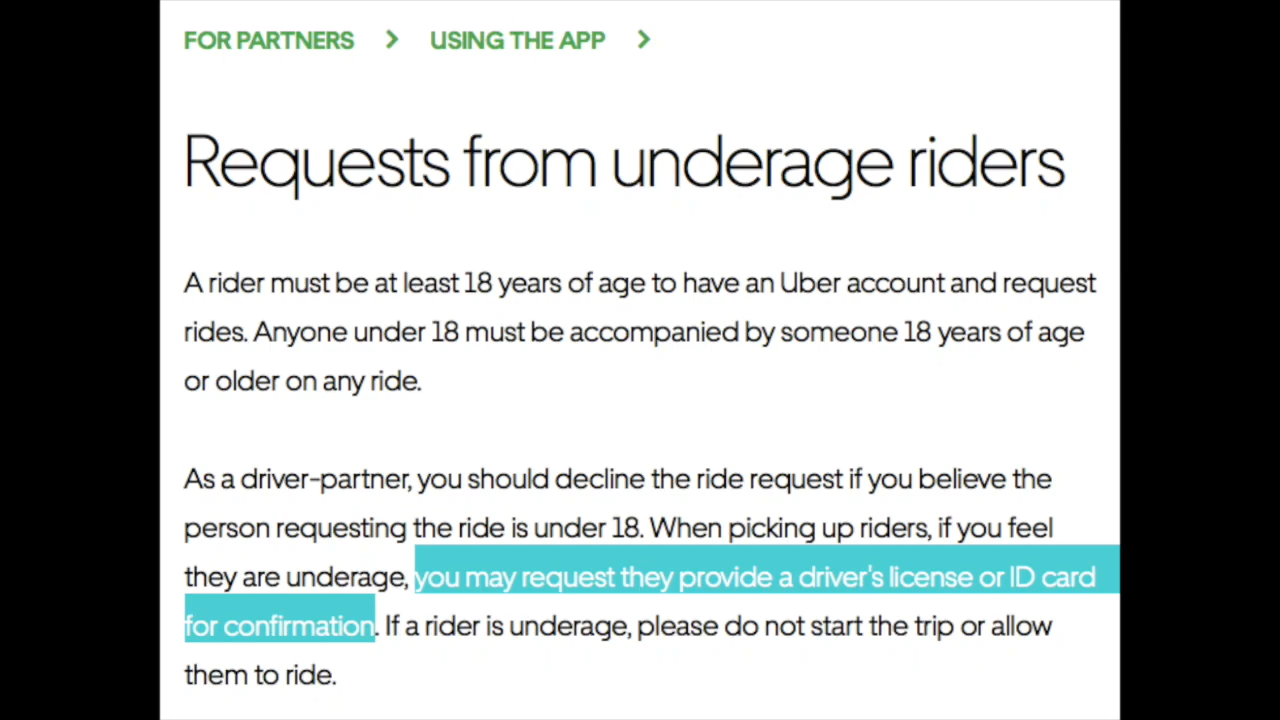 FOR PARTNERS > USING THE APP >
Requests from underage riders
A rider must be at least 18 years of age to have an Uber account and request
rides. Anyone under 18 must be accompanied by someone 18 years of age
or older on any ride.
As a driver-partner, you should decline the ride request if you believe the
person requesting the ride is under 18. When picking up riders, if you feel
they are underage, you may request they provide a driver's license or ID card
for confirmation. If a rider is underage, please do not start the trip or allow
them to ride.